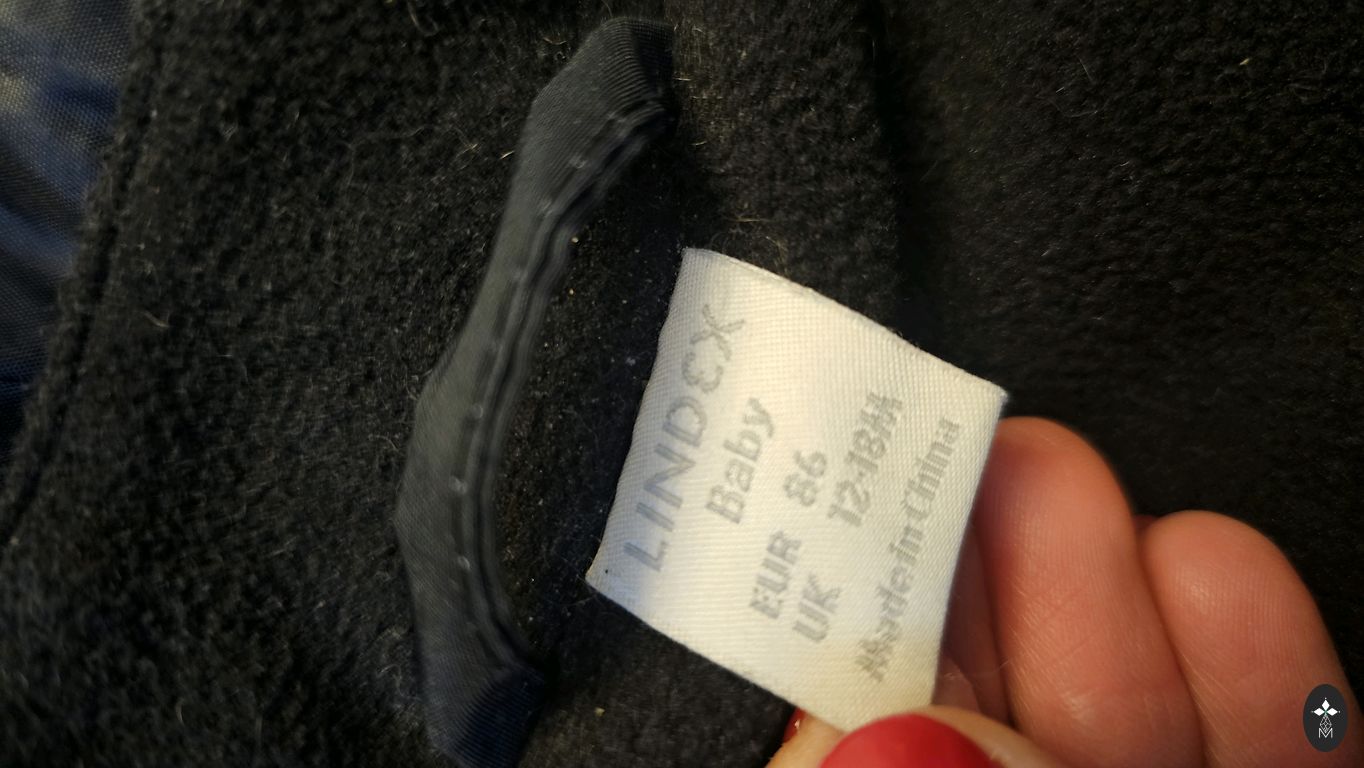 LINDEX
Baby
EUR 86
UK 12-18M
Made in China
M